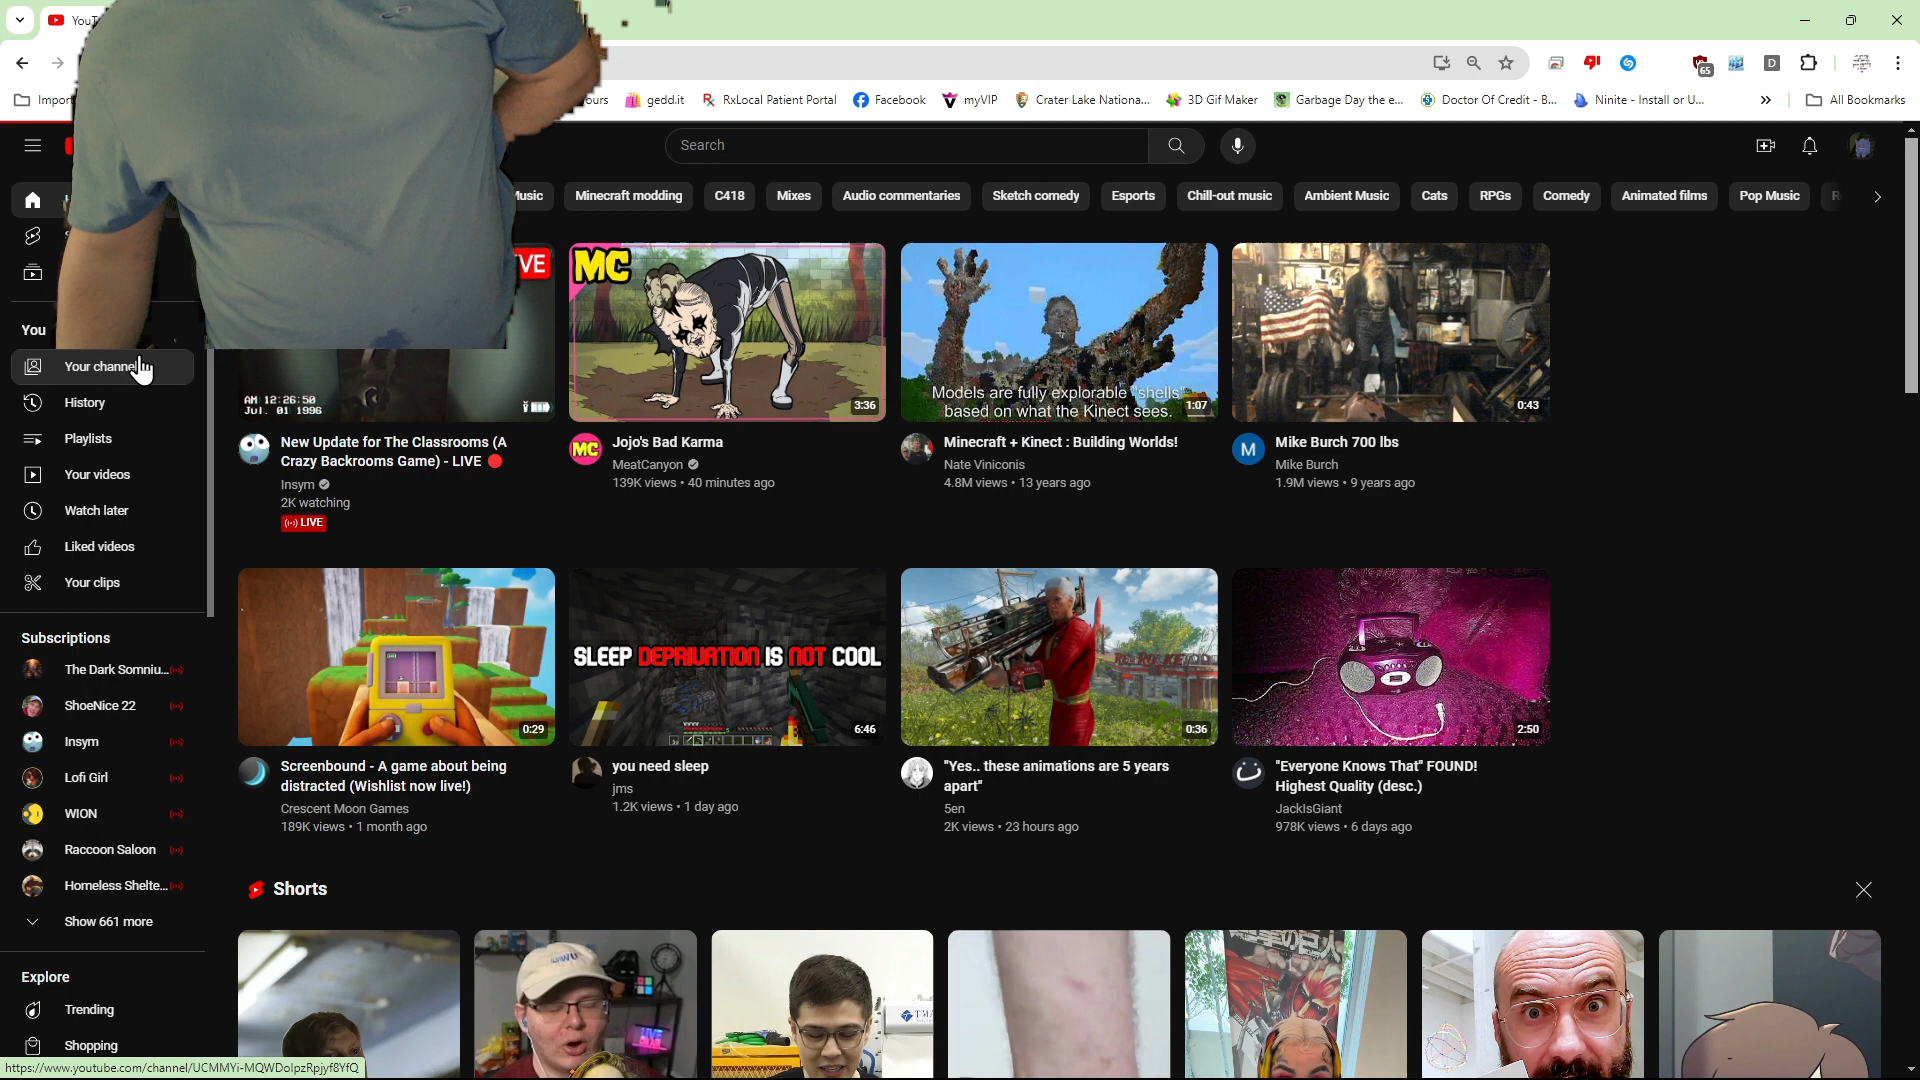 YouT
Import
ours
gedd.it
RxLocal Patient Portal
Facebook
myVIP
Crater Lake Nationa...
3D Gif Maker
Garbage Day the e...
Doctor Of Credit - B...
Ninite - Install or U...
All Bookmarks
65
D
Search
Music
Minecraft modding
C418
Mixes
Audio commentaries
Sketch comedy
Esports
Chill-out music
Ambient Music
Cats
RPGs
Comedy
Animated films
Pop Music
You
Your channel
History
Playlists
Your videos
Watch later
Liked videos
Your clips
Subscriptions
The Dark Somniu...
ShoeNice 22
Insym
Lofi Girl
WION
Raccoon Saloon
Homeless Shelte...
Show 661 more
Explore
Trending
Shopping
https://www.youtube.com/channel/UCMMYi-MQWDolpzRpjyf8YfQ
VE
AM 12:26:50
Jul. 01 1996
New Update for The Classrooms (A
Crazy Backrooms Game) - LIVE
Insym
2K watching
LIVE
MC
3:36
MC
Jojo's Bad Karma
MeatCanyon
139K views • 40 minutes ago
Models are fully explorable "shells"
based on what the Kinect sees.
1:07
Minecraft + Kinect : Building Worlds!
Nate Viniconis
4.8M views • 13 years ago
0:43
M
Mike Burch 700 lbs
Mike Burch
1.9M views • 9 years ago
0:29
Screenbound - A game about being
distracted (Wishlist now live!)
Crescent Moon Games
189K views • 1 month ago
SLEEP DEPRIVATION IS NOT COOL
6:46
you need sleep
jms
1.2K views • 1 day ago
0:36
"Yes.. these animations are 5 years
apart"
5en
2K views • 23 hours ago
2:50
"Everyone Knows That" FOUND!
Highest Quality (desc.)
JackIsGiant
978K views • 6 days ago
Shorts